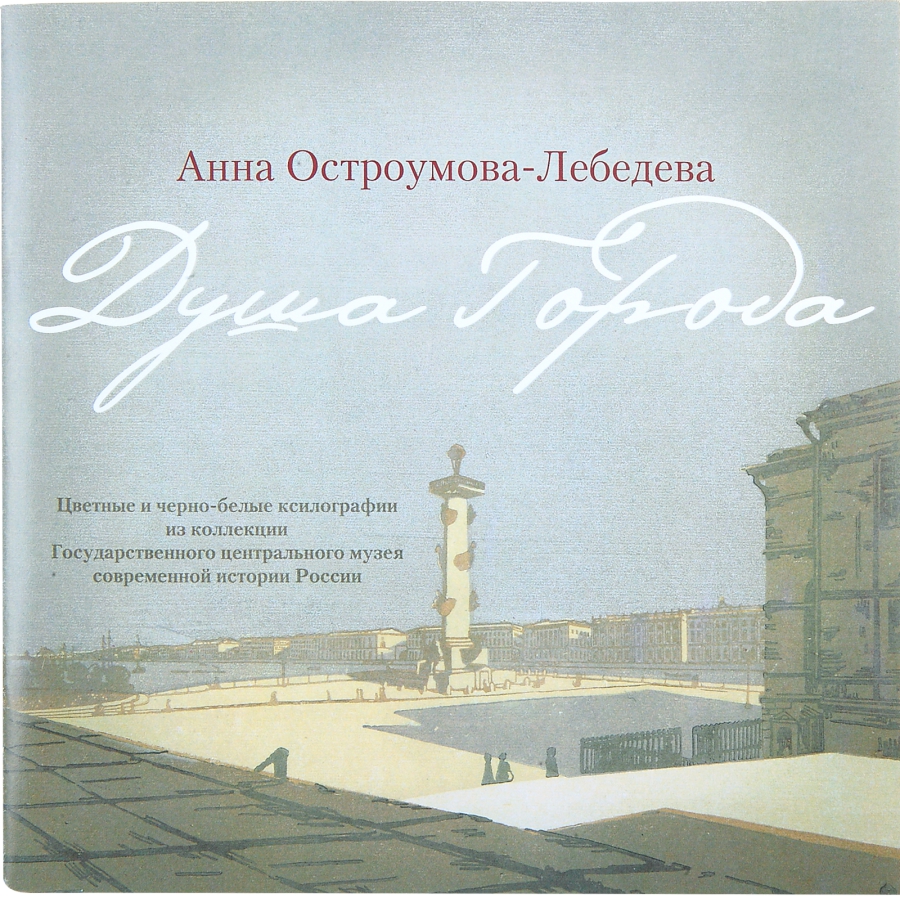 Анна Остроумова-Лебедева
Душа Города
Цветные и черно-белые ксилографии
из коллекции
Государственного центрального музея
современной истории России